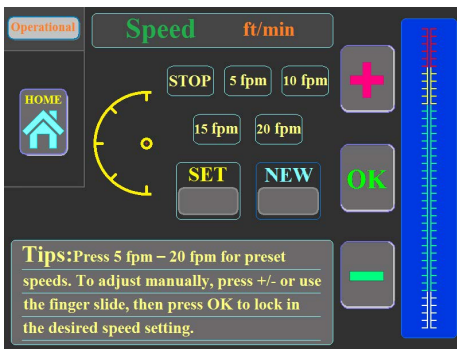 Operational
Speed ft/min
HOME
STOP 5 fpm 10 fpm
15 fpm 20 fpm
SET NEW
+
OK
-
Tips:Press 5 fpm – 20 fpm for preset
speeds. To adjust manually, press +/- or use
the finger slide, then press OK to lock in
the desired speed setting.